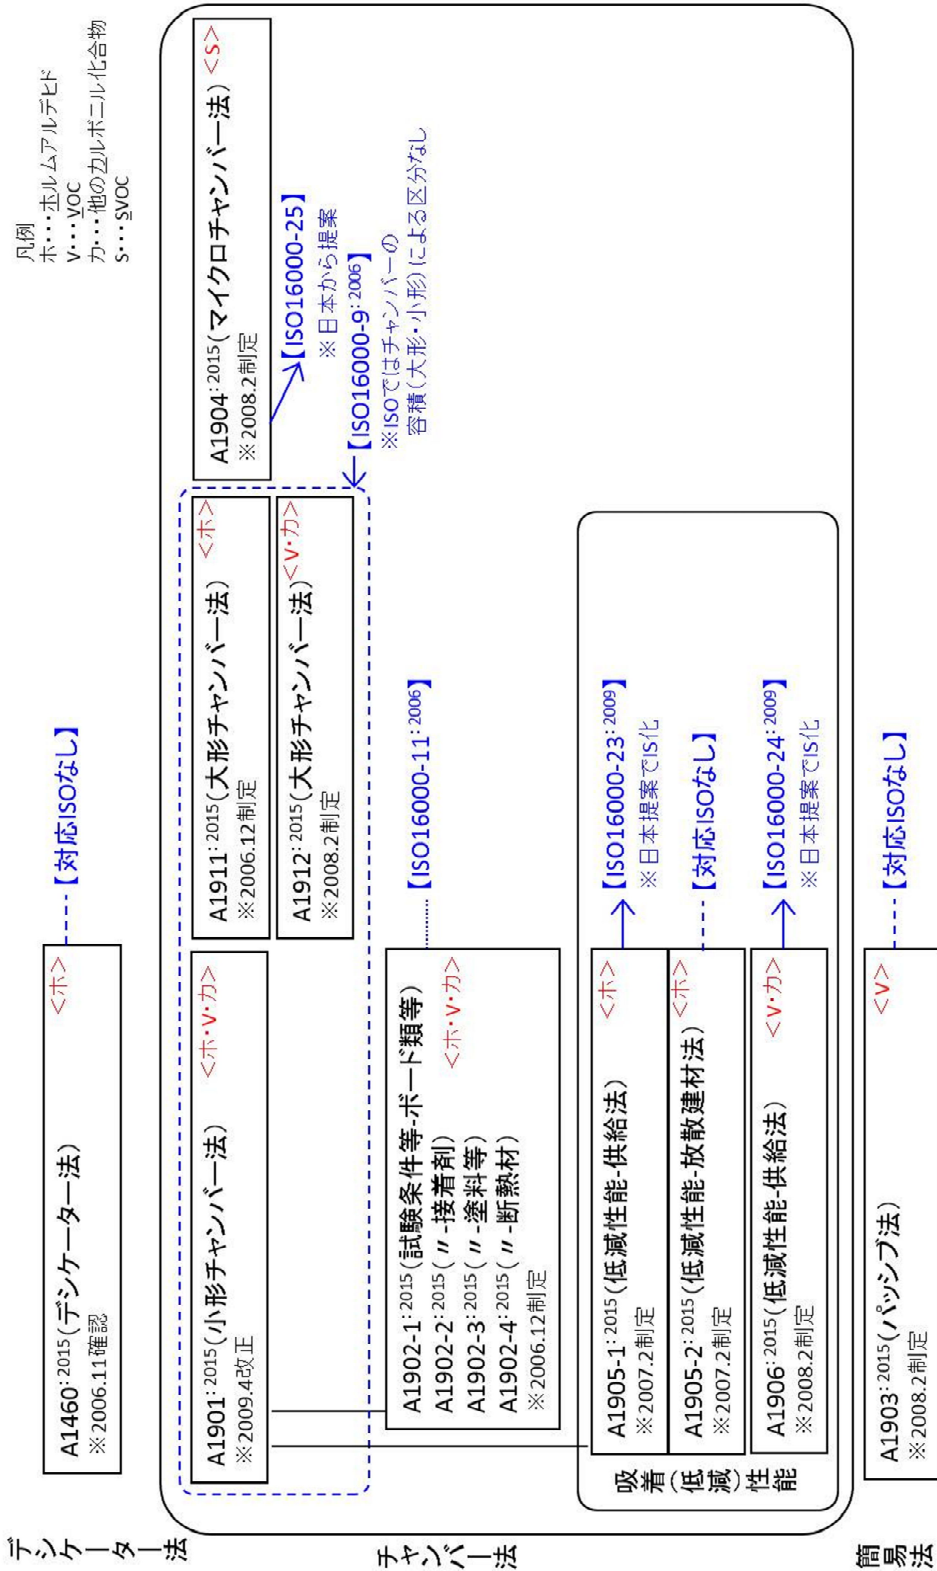 凡例
ホ・・・ホルムアルデヒド
V・・・VOC
カ・・・他のカルボニル化合物
S・・・SVOC
デシケーター法
A1460:2015(デシケーター法) <ホ>
※2006.11確認
【対応ISOなし】
チャンバー法
A1901:2015(小形チャンバー法) <ホ・V・カ>
※2009.4改正
A1911:2015(大形チャンバー法) <ホ>
※2006.12制定
A1912:2015(大形チャンバー法)<V・カ>
※2008.2制定
A1904:2015(マイクロチャンバー法) <S>
※2008.2制定
【ISO16000-25】
※日本から提案
【ISO16000-9:2006】
※ISOではチャンバーの
容積(大形・小形)による区分なし
A1902-1:2015(試験条件等-ボード類等)
A1902-2:2015(〃-接着剤) <ホ・V・カ>
A1902-3:2015(〃-塗料等)
A1902-4:2015(〃-断熱材)
※2006.12制定
【ISO16000-11:2006】
吸着(低減)性能
A1905-1:2015(低減性能-供給法) <ホ>
※2007.2制定
【ISO16000-23:2009】
※日本提案でIS化
A1905-2:2015(低減性能-放散建材法) <ホ>
※2007.2制定
【対応ISOなし】
A1906:2015(低減性能-供給法) <V・カ>
※2008.2制定
【ISO16000-24:2009】
※日本提案でIS化
簡易法
A1903:2015(パッシブ法) <V>
※2008.2制定
【対応ISOなし】